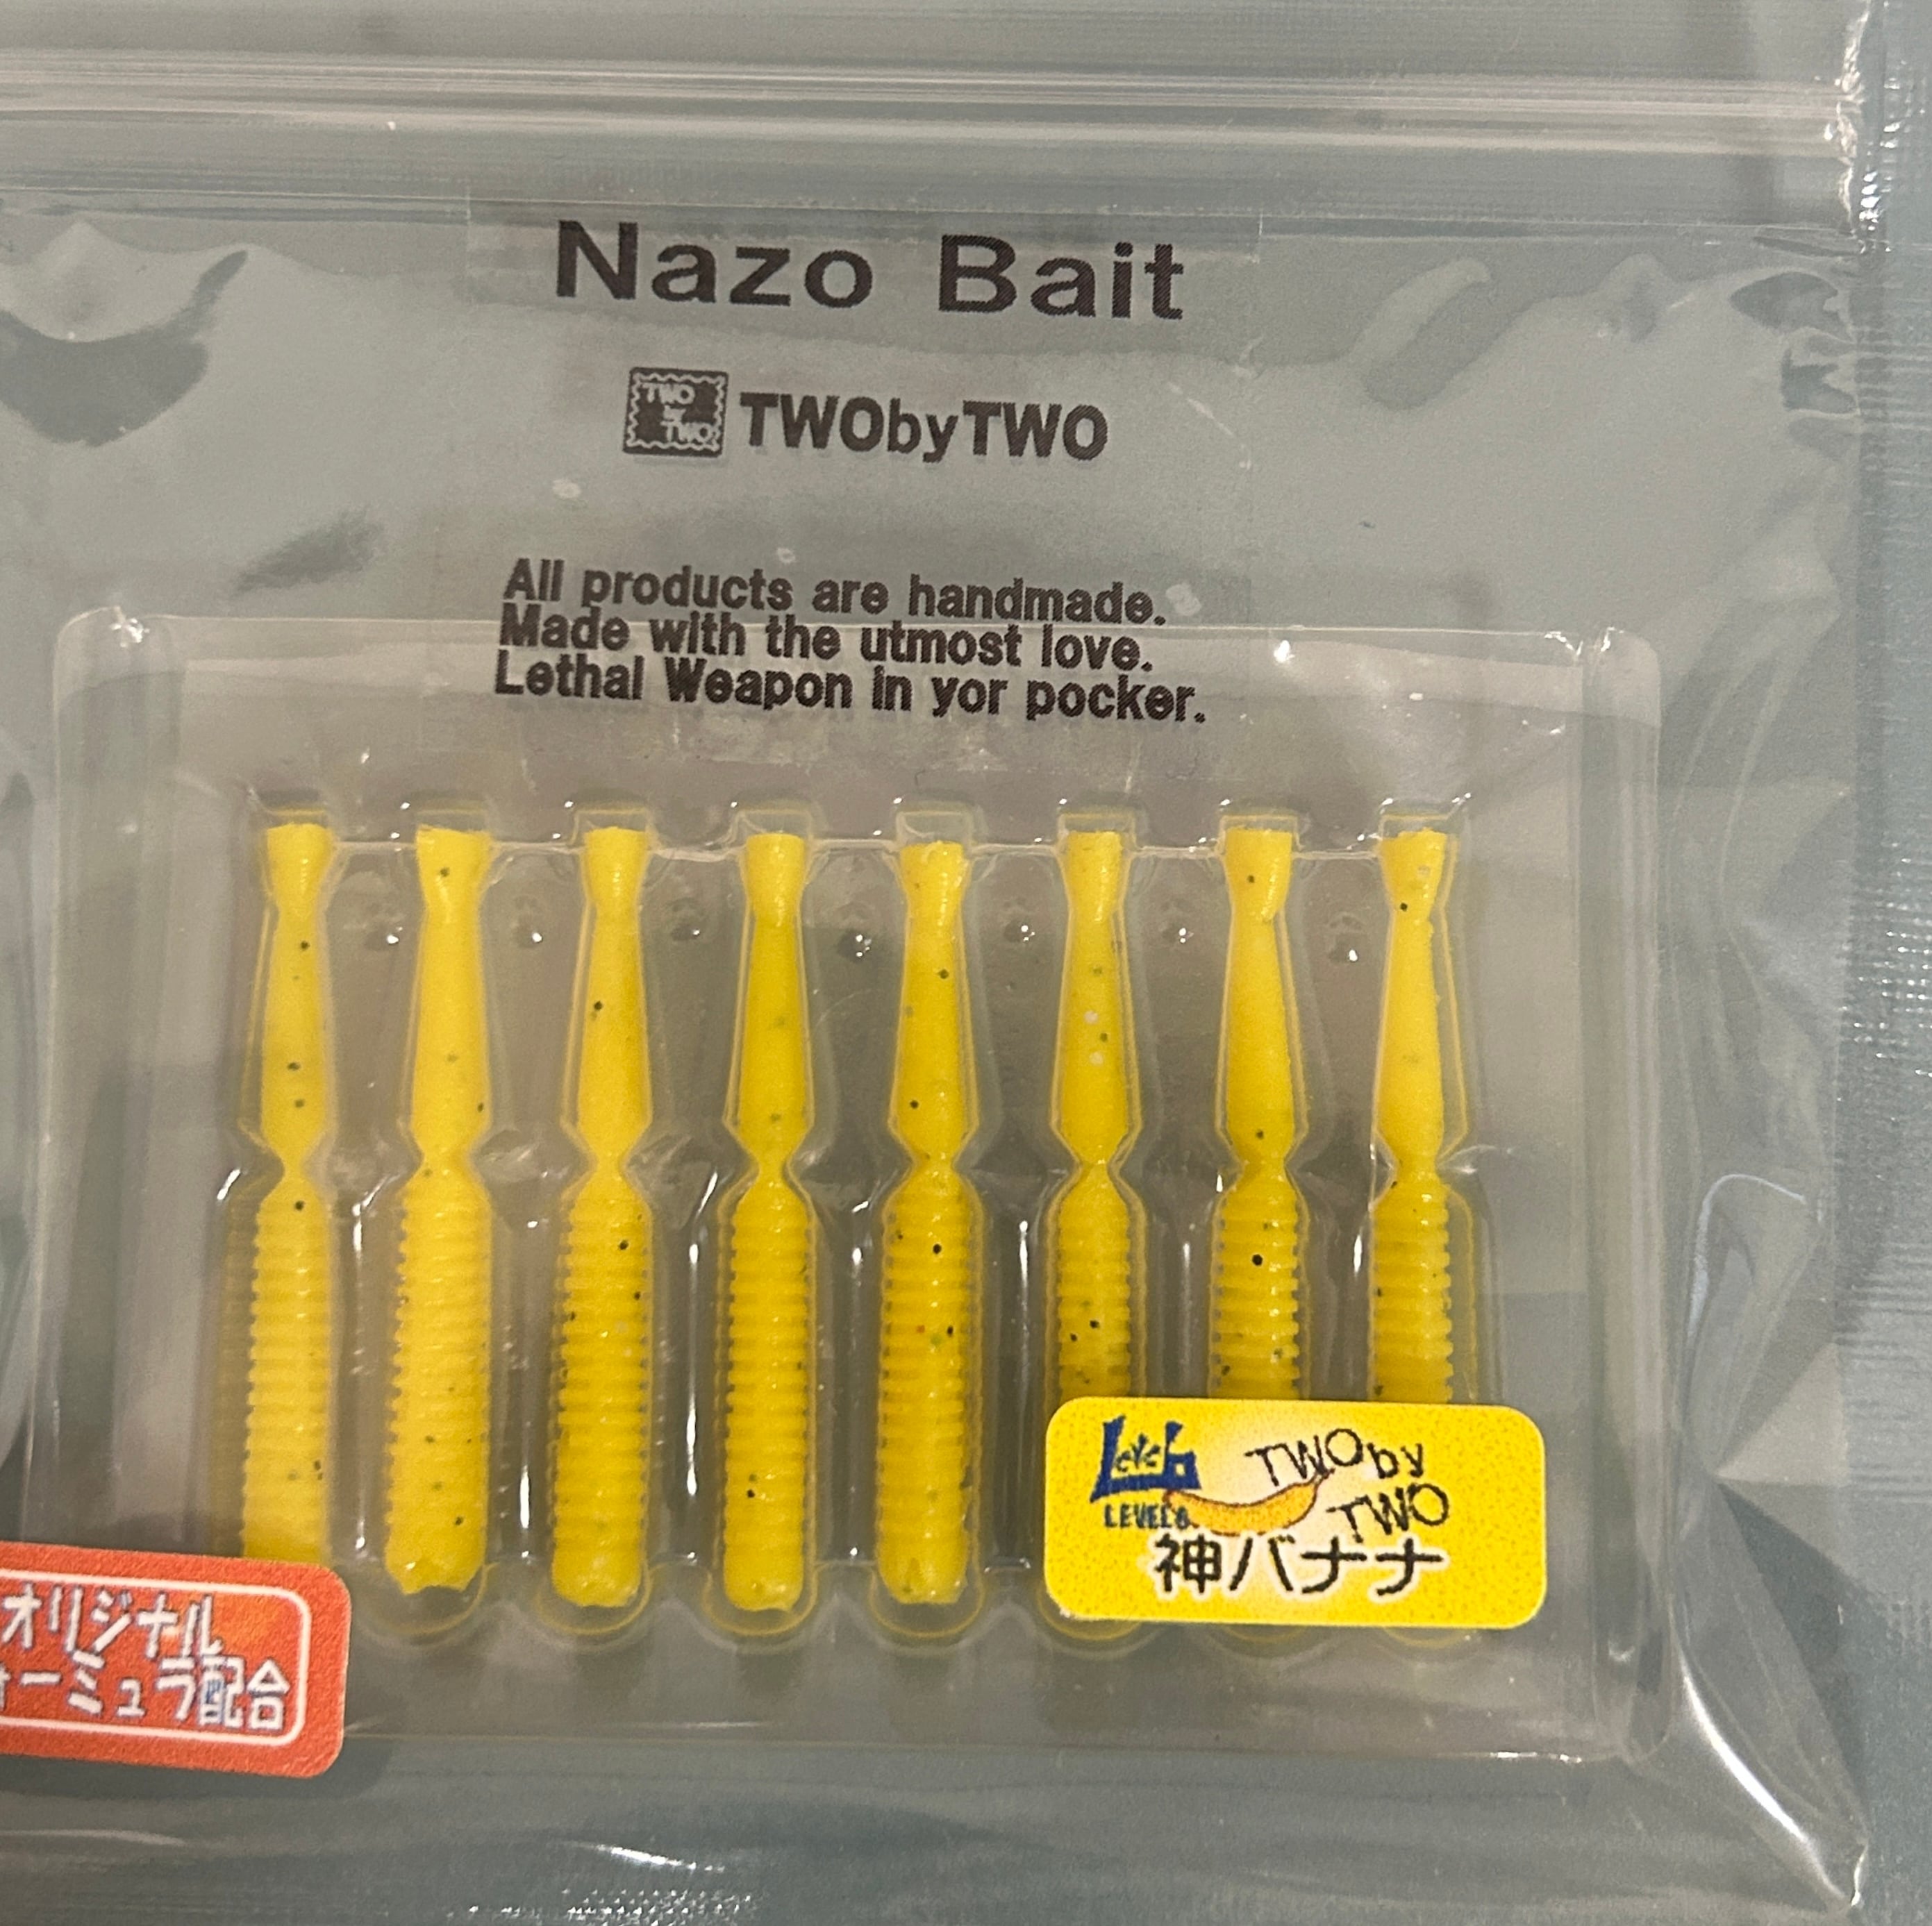 Nazo Bait
TWO
by
TWO
TWObyTWO
All products are handmade.
Made with the utmost love.
Lethal Weapon in yor pocker.
Level6
TWO by
LEVEL6
TWO
神バナナ
オリジナル
ォーミュラ配合